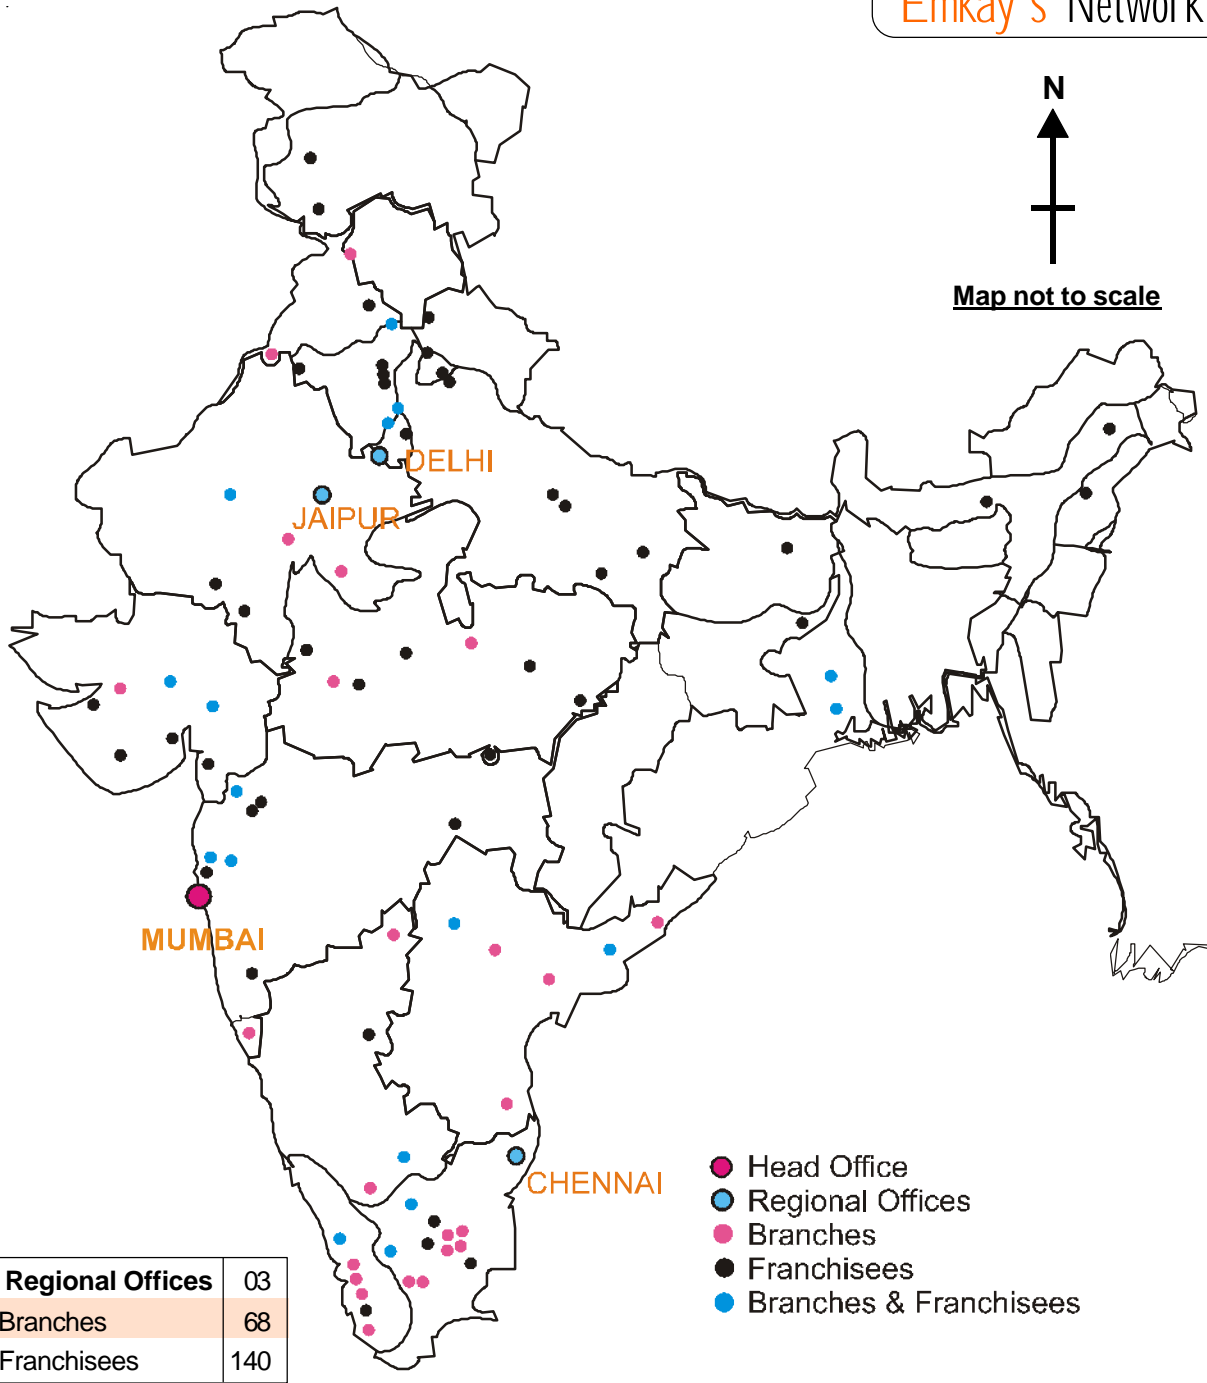 Emkay's Network
N
Map not to scale
DELHI
JAIPUR
MUMBAI
CHENNAI
Head Office
Regional Offices
Branches
Franchisees
Branches & Franchisees
Regional Offices 03
Branches 68
Franchisees 140